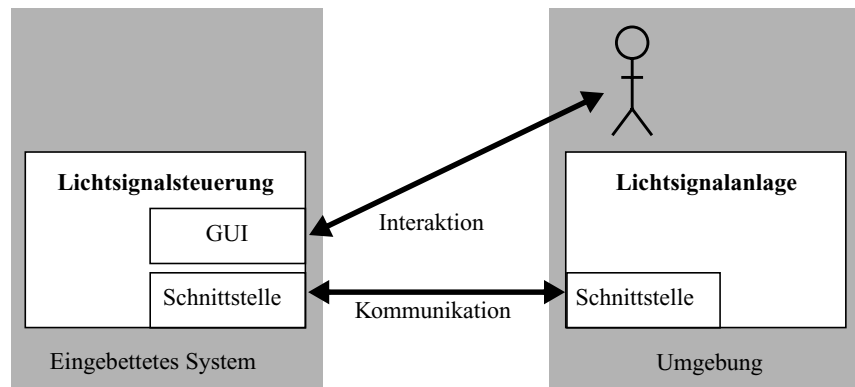 Lichtsignalsteuerung
GUI
Schnittstelle
Eingebettetes System
Interaktion
Kommunikation
Lichtsignalanlage
Schnittstelle
Umgebung